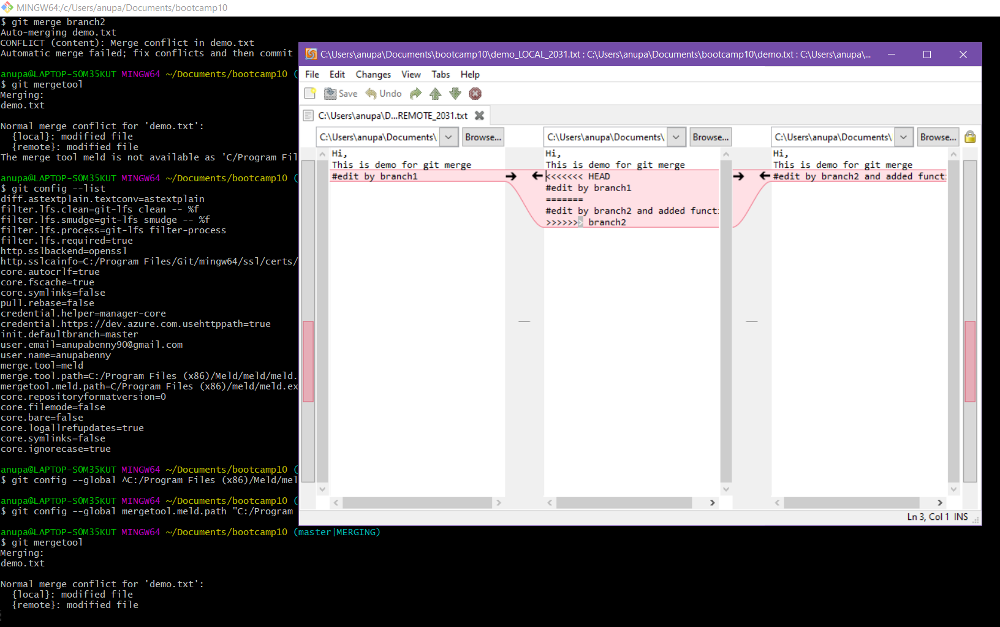 MINGW64:/c/Users/anupa/Documents/bootcamp10
$ git merge branch2
Auto-merging demo.txt
CONFLICT (content): Merge conflict in demo.txt
Automatic merge failed; fix conflicts and then commit
anupa@LAPTOP-SOM35KUT MINGW64 ~/Documents/bootcamp10 (
$ git mergetool
Merging:
demo.txt
Normal merge conflict for 'demo.txt':
{local}: modified file
{remote}: modified file
The merge tool meld is not available as 'C/Program Fil
anupa@LAPTOP-SOM35KUT MINGW64 ~/Documents/bootcamp10 (
$ git config --list
diff.astextplain.textconv=astextplain
filter.lfs.clean=git-lfs clean -- %f
filter.lfs.smudge=git-lfs smudge -- %f
filter.lfs.process=git-lfs filter-process
filter.lfs.required=true
http.sslbackend=openssl
http.sslcainfo=C:/Program Files/Git/mingw64/ssl/certs/
core.autocrlf=true
core.fscache=true
core.symlinks=false
pull.rebase=false
credential.helper=manager-core
credential.https://dev.azure.com.usehttppath=true
init.defaultbranch=master
user.email=anupabenny90@gmail.com
user.name=anupabenny
merge.tool=meld
merge.tool.path=C:/Program Files (x86)/Meld/meld/meld.
mergetool.meld.path=C/Program Files (x86)/meld/meld.ex
core.repositoryformatversion=0
core.filemode=false
core.bare=false
core.logallrefupdates=true
core.symlinks=false
core.ignorecase=true
anupa@LAPTOP-SOM35KUT MINGW64 ~/Documents/bootcamp10 (
$ git config --global ^C:/Program Files (x86)/Meld/mel
anupa@LAPTOP-SOM35KUT MINGW64 ~/Documents/bootcamp10 (
$ git config --global mergetool.meld.path "C:/Program
anupa@LAPTOP-SOM35KUT MINGW64 ~/Documents/bootcamp10 (master|MERGING)
$ git mergetool
Merging:
demo.txt
Normal merge conflict for 'demo.txt':
{local}: modified file
{remote}: modified file
C:\Users\anupa\Documents\bootcamp10\demo_LOCAL_2031.txt : C:\Users\anupa\Documents\bootcamp10\demo.txt : C:\Users\anupa\...
File Edit Changes View Tabs Help
Save Undo
C:\Users\anupa\D...REMOTE_2031.txt
C:\Users\anupa\Documents\ Browse... C:\Users\anupa\Documents\ Browse... C:\Users\anupa\Documents\ Browse...
Hi,
This is demo for git merge
#edit by branch1
Hi,
This is demo for git merge
<<<<<<< HEAD
#edit by branch1
=======
#edit by branch2 and added functi
>>>>>>> branch2
Hi,
This is demo for git merge
#edit by branch2 and added funct:
Ln 3, Col 1 INS